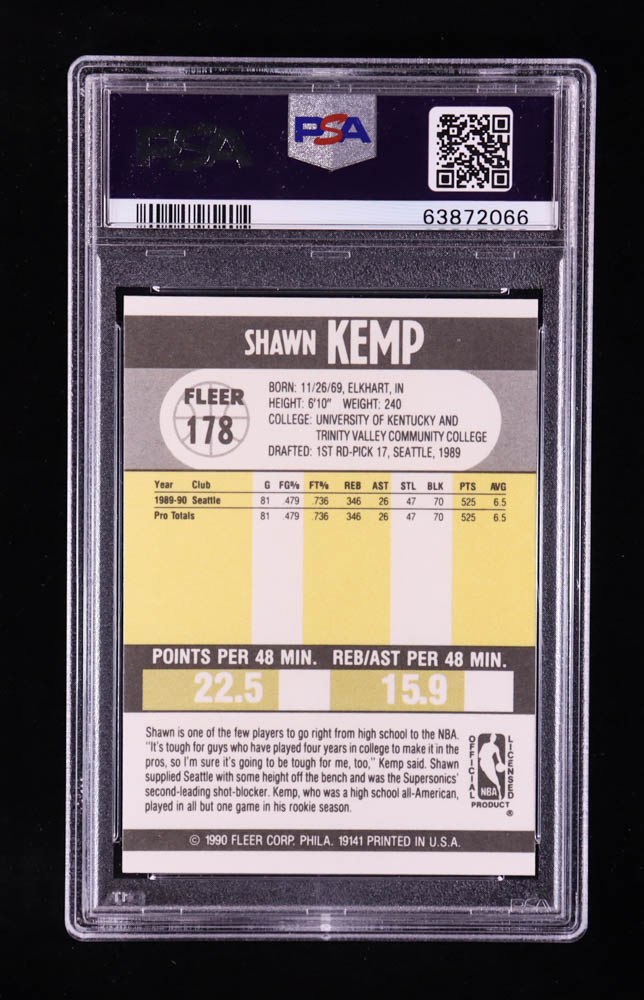 PSA
PSA
63872066
SHAWN KEMP
FLEER
178
BORN: 11/26/69, ELKHART, IN
HEIGHT: 6'10" WEIGHT: 240
COLLEGE: UNIVERSITY OF KENTUCKY AND
TRINITY VALLEY COMMUNITY COLLEGE
DRAFTED: 1ST RD-PICK 17, SEATTLE, 1989
Year Club G FG% FT% REB AST STL BLK PTS AVG
1989-90 Seattle 81 .479 .736 346 26 47 70 525 6.5
Pro Totals 81 .479 .736 346 26 47 70 525 6.5
POINTS PER 48 MIN. REB/AST PER 48 MIN.
22.5 15.9
Shawn is one of the few players to go right from high school to the NBA.
"It's tough for guys who have played four years in college to make it in the
pros, so I'm sure it's going to be tough for me, too," Kemp said. Shawn
supplied Seattle with some height off the bench and was the Supersonics'
second-leading shot-blocker. Kemp, who was a high school all-American,
played in all but one game in his rookie season.
OFFICIAL
NBA
LICENSED
PRODUCT
®
© 1990 FLEER CORP. PHILA. 19141 PRINTED IN U.S.A.
TM
PSA